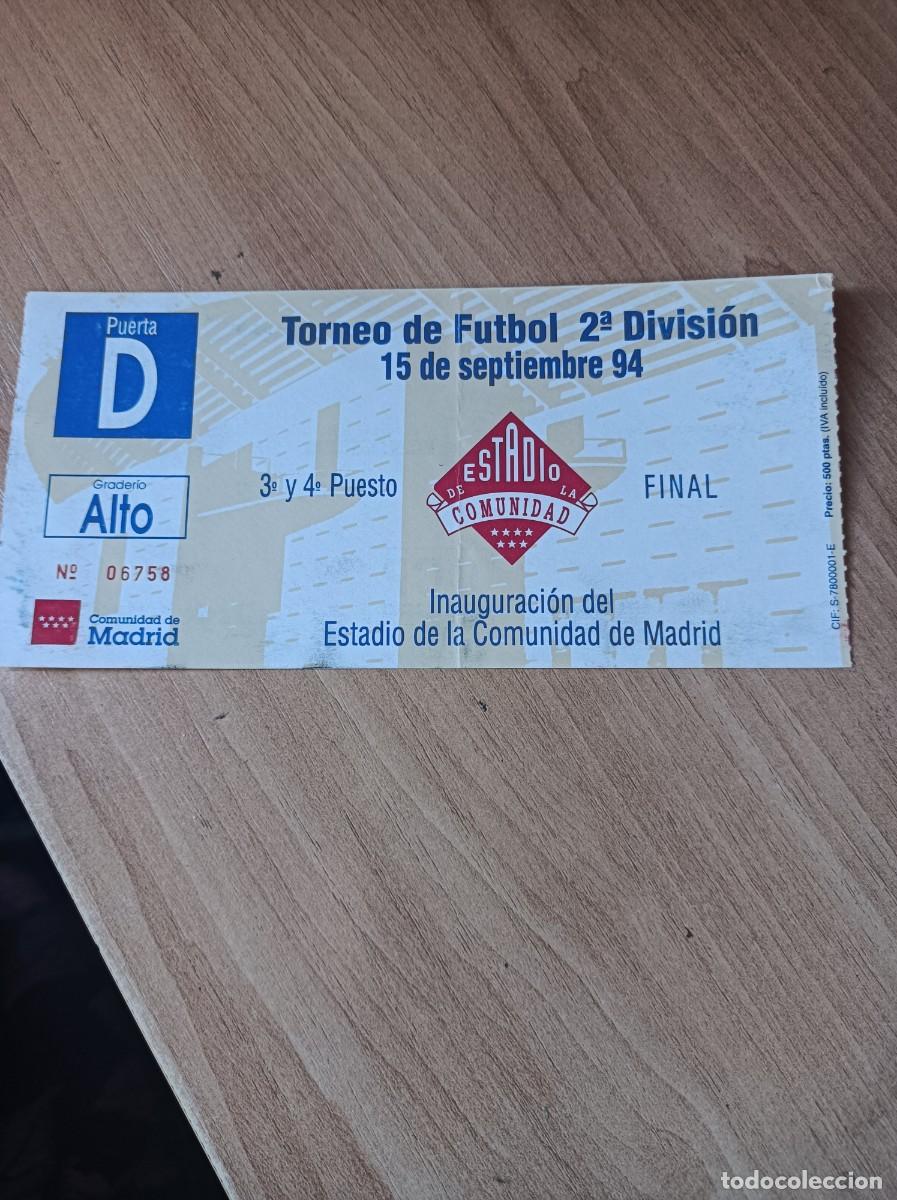 Puerta
D
Graderío
Alto
Nº 06758
Comunidad de
Madrid
Torneo de Futbol 2ª División
15 de septiembre 94
3º y 4º Puesto
ESTADIO
DE LA
COMUNIDAD
FINAL
Inauguración del
Estadio de la Comunidad de Madrid
CIF: S-7800001-E Precio: 500 ptas. (IVA incluido)
todocoleccion